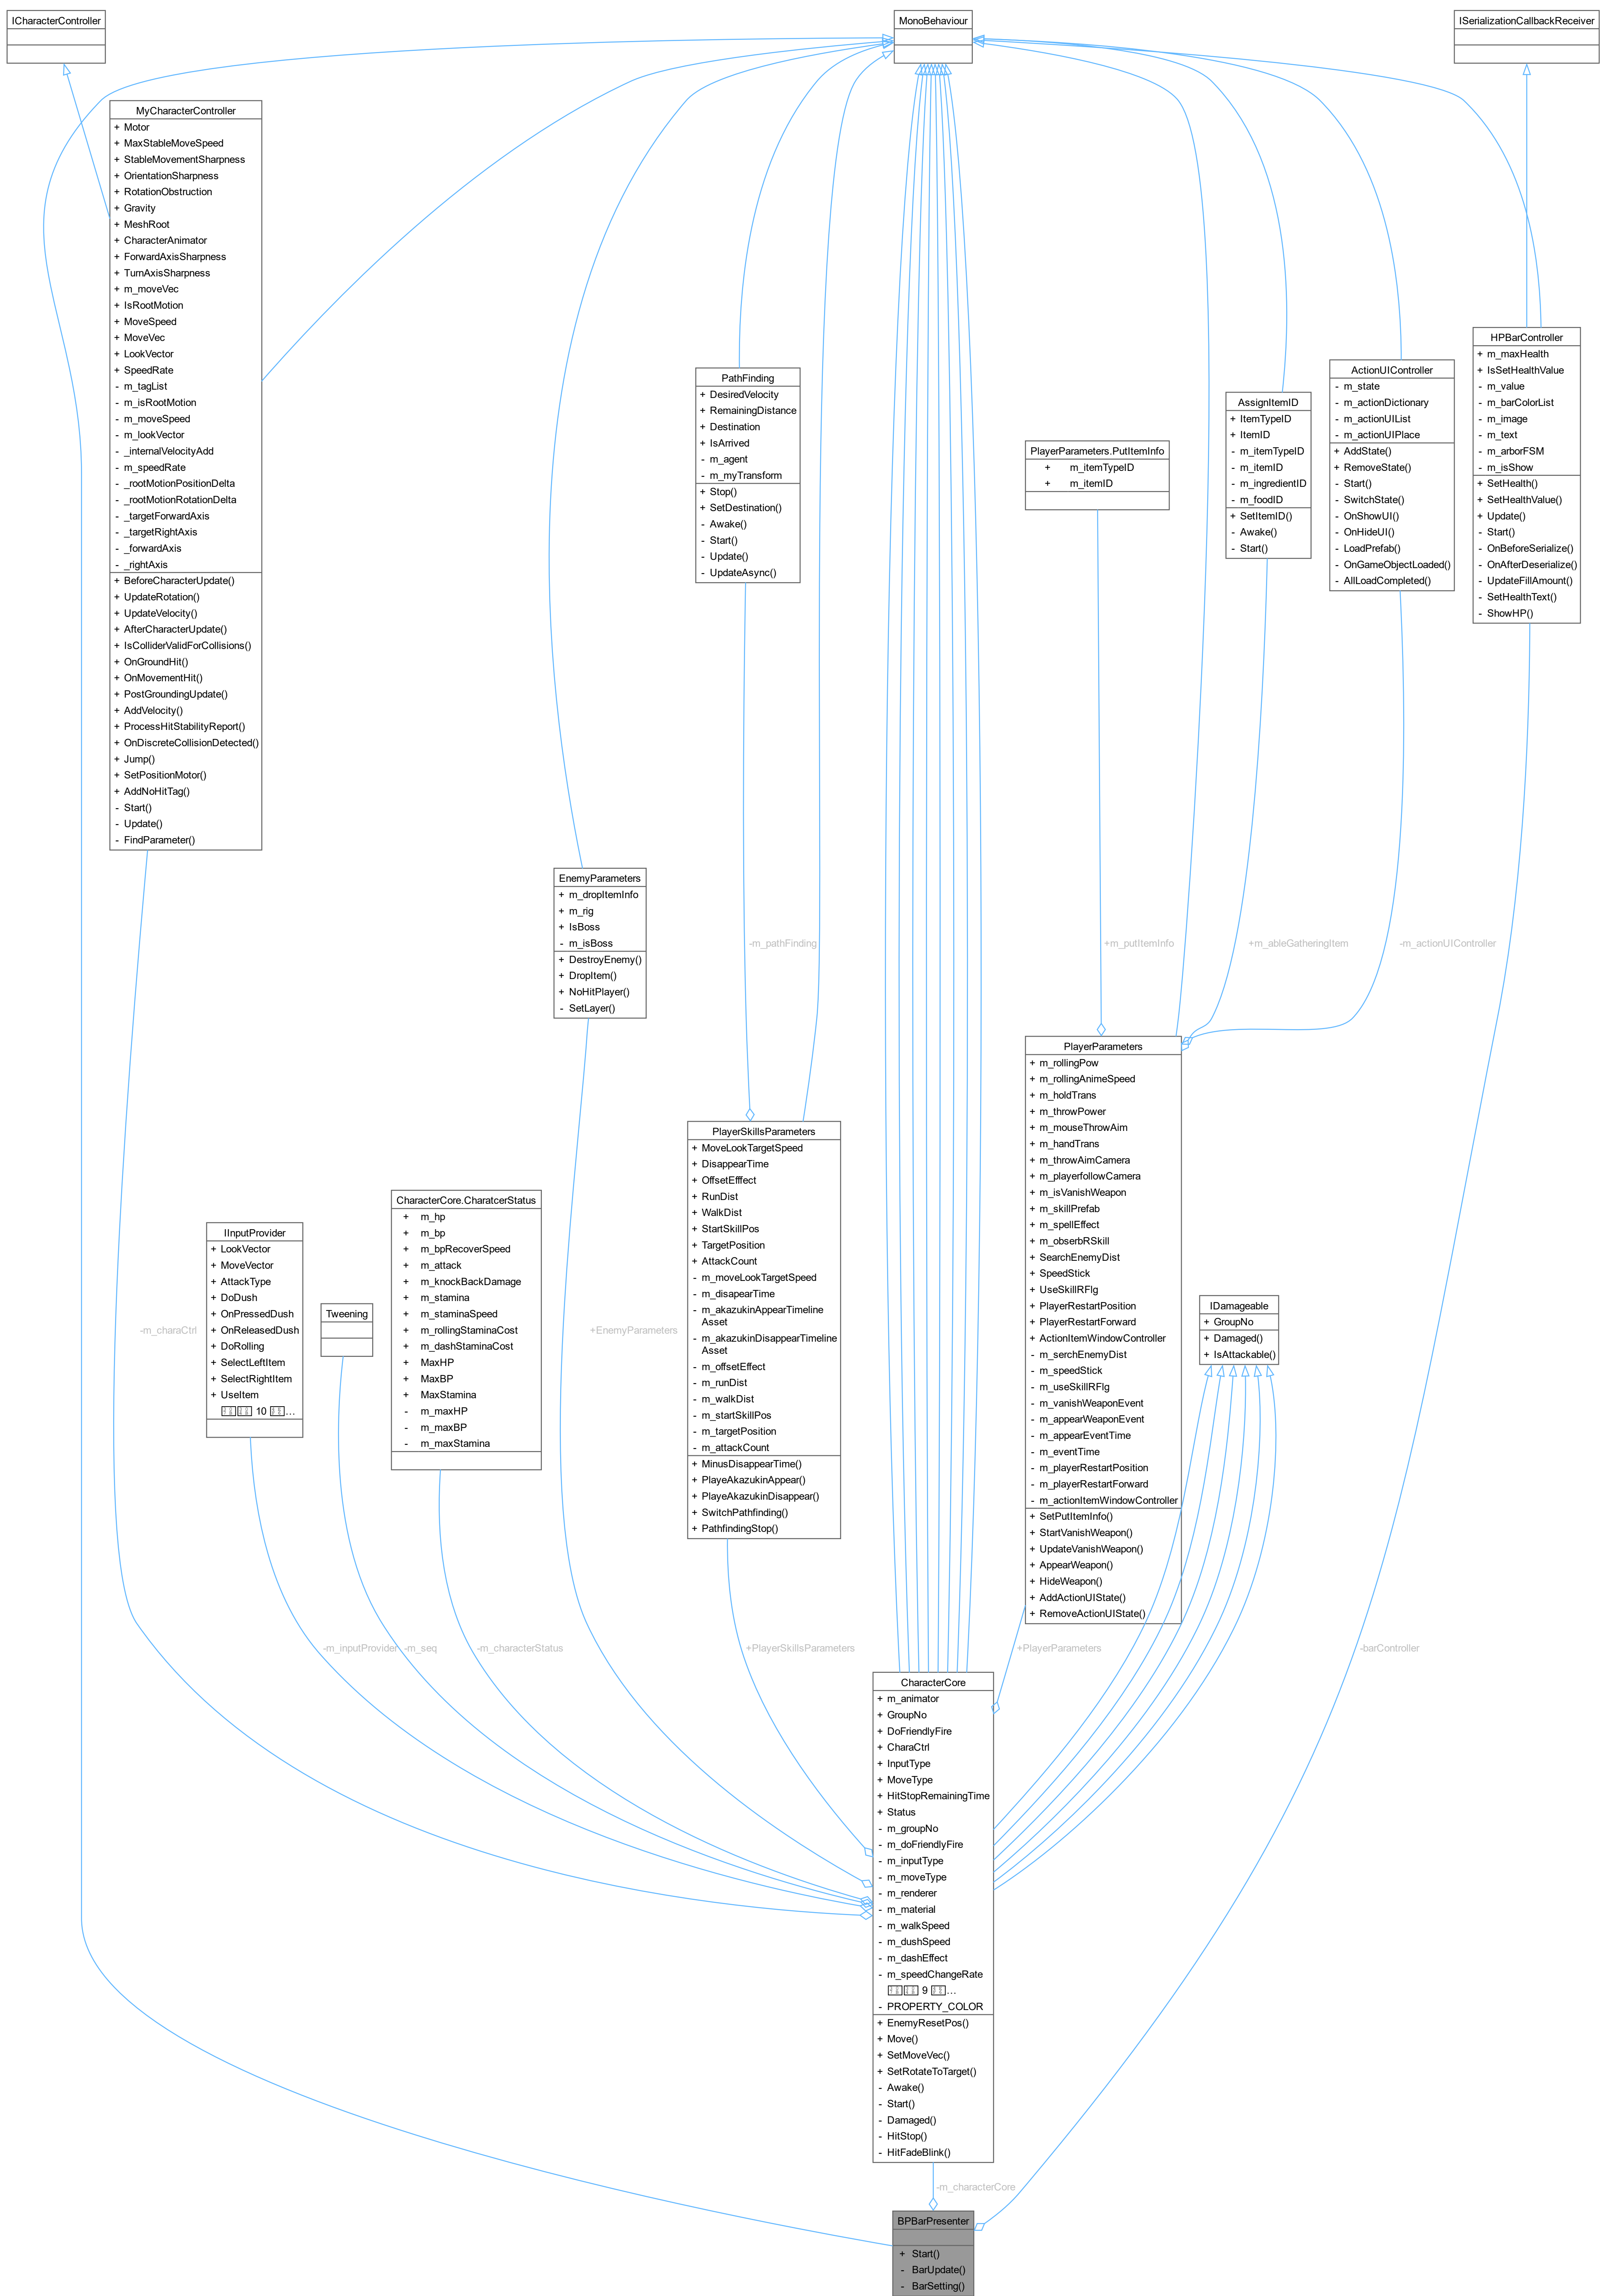 ICharacterController
MonoBehaviour
ISerializationCallbackReceiver
MyCharacterController
+ Motor
+ MaxStableMoveSpeed
+ StableMovementSharpness
+ OrientationSharpness
+ RotationObstruction
+ Gravity
+ MeshRoot
+ CharacterAnimator
+ ForwardAxisSharpness
+ TurnAxisSharpness
+ m_moveVec
+ IsRootMotion
+ MoveSpeed
+ MoveVec
+ LookVector
+ SpeedRate
- m_tagList
- m_isRootMotion
- m_moveSpeed
- m_lookVector
- _internalVelocityAdd
- m_speedRate
- _rootMotionPositionDelta
- _rootMotionRotationDelta
- _targetForwardAxis
- _targetRightAxis
- _forwardAxis
- _rightAxis
+ BeforeCharacterUpdate()
+ UpdateRotation()
+ UpdateVelocity()
+ AfterCharacterUpdate()
+ IsColliderValidForCollisions()
+ OnGroundHit()
+ OnMovementHit()
+ PostGroundingUpdate()
+ AddVelocity()
+ ProcessHitStabilityReport()
+ OnDiscreteCollisionDetected()
+ Jump()
+ SetPositionMotor()
+ AddNoHitTag()
- Start()
- Update()
- FindParameter()
HPBarController
+ m_maxHealth
+ IsSetHealthValue
- m_value
- m_barColorList
- m_image
- m_text
- m_arborFSM
- m_isShow
+ SetHealth()
+ SetHealthValue()
+ Update()
- Start()
- OnBeforeSerialize()
- OnAfterDeserialize()
- UpdateFillAmount()
- SetHealthText()
- ShowHP()
ActionUIController
- m_state
- m_actionDictionary
- m_actionUIList
- m_actionUIPlace
+ AddState()
+ RemoveState()
- Start()
- SwitchState()
- OnShowUI()
- OnHideUI()
- LoadPrefab()
- OnGameObjectLoaded()
- AllLoadCompleted()
PathFinding
+ DesiredVelocity
+ RemainingDistance
+ Destination
+ IsArrived
- m_agent
- m_myTransform
+ Stop()
+ SetDestination()
- Awake()
- Start()
- Update()
- UpdateAsync()
AssignItemID
+ ItemTypeID
+ ItemID
- m_itemTypeID
- m_itemID
- m_ingredientID
- m_foodID
+ SetItemID()
- Awake()
- Start()
PlayerParameters.PutItemInfo
+ m_itemTypeID
+ m_itemID
EnemyParameters
+ m_dropItemInfo
+ m_rig
+ IsBoss
- m_isBoss
+ DestroyEnemy()
+ DropItem()
+ NoHitPlayer()
- SetLayer()
-m_pathFinding
+m_putItemInfo
+m_ableGatheringItem
-m_actionUIController
PlayerParameters
+ m_rollingPow
+ m_rollingAnimeSpeed
+ m_holdTrans
+ m_throwPower
+ m_mouseThrowAim
+ m_handTrans
+ m_throwAimCamera
+ m_playerfollowCamera
+ m_isVanishWeapon
+ m_skillPrefab
+ m_spellEffect
+ m_obserbRSkill
+ SearchEnemyDist
+ SpeedStick
+ UseSkillRFlg
+ PlayerRestartPosition
+ PlayerRestartForward
+ ActionItemWindowController
- m_serchEnemyDist
- m_speedStick
- m_useSkillRFlg
- m_vanishWeaponEvent
- m_appearWeaponEvent
- m_appearEventTime
- m_eventTime
- m_playerRestartPosition
- m_playerRestartForward
- m_actionItemWindowController
+ SetPutItemInfo()
+ StartVanishWeapon()
+ UpdateVanishWeapon()
+ AppearWeapon()
+ HideWeapon()
+ AddActionUIState()
+ RemoveActionUIState()
PlayerSkillsParameters
+ MoveLookTargetSpeed
+ DisappearTime
+ OffsetEfffect
+ RunDist
+ WalkDist
+ StartSkillPos
+ TargetPosition
+ AttackCount
- m_moveLookTargetSpeed
- m_disapearTime
- m_akazukinAppearTimeline
Asset
- m_akazukinDisappearTimeline
Asset
- m_offsetEffect
- m_runDist
- m_walkDist
- m_startSkillPos
- m_targetPosition
- m_attackCount
+ MinusDisappearTime()
+ PlayeAkazukinAppear()
+ PlayeAkazukinDisappear()
+ SwitchPathfinding()
+ PathfindingStop()
CharacterCore.CharatcerStatus
+ m_hp
+ m_bp
+ m_bpRecoverSpeed
+ m_attack
+ m_knockBackDamage
+ m_stamina
+ m_staminaSpeed
+ m_rollingStaminaCost
+ m_dashStaminaCost
+ MaxHP
+ MaxBP
+ MaxStamina
- m_maxHP
- m_maxBP
- m_maxStamina
IInputProvider
+ LookVector
+ MoveVector
+ AttackType
+ DoDush
+ OnPressedDush
+ OnReleasedDush
+ DoRolling
+ SelectLeftItem
+ SelectRightItem
+ UseItem
10 ...
Tweening
IDamageable
+ GroupNo
+ Damaged()
+ IsAttackable()
-m_charaCtrl
+EnemyParameters
-m_inputProvider
-m_seq
-m_characterStatus
+PlayerSkillsParameters
+PlayerParameters
-barController
CharacterCore
+ m_animator
+ GroupNo
+ DoFriendlyFire
+ CharaCtrl
+ InputType
+ MoveType
+ HitStopRemainingTime
+ Status
- m_groupNo
- m_doFriendlyFire
- m_inputType
- m_moveType
- m_renderer
- m_material
- m_walkSpeed
- m_dushSpeed
- m_dashEffect
- m_speedChangeRate
9 ...
- PROPERTY_COLOR
+ EnemyResetPos()
+ Move()
+ SetMoveVec()
+ SetRotateToTarget()
- Awake()
- Start()
- Damaged()
- HitStop()
- HitFadeBlink()
-m_characterCore
BPBarPresenter
+ Start()
- BarUpdate()
- BarSetting()